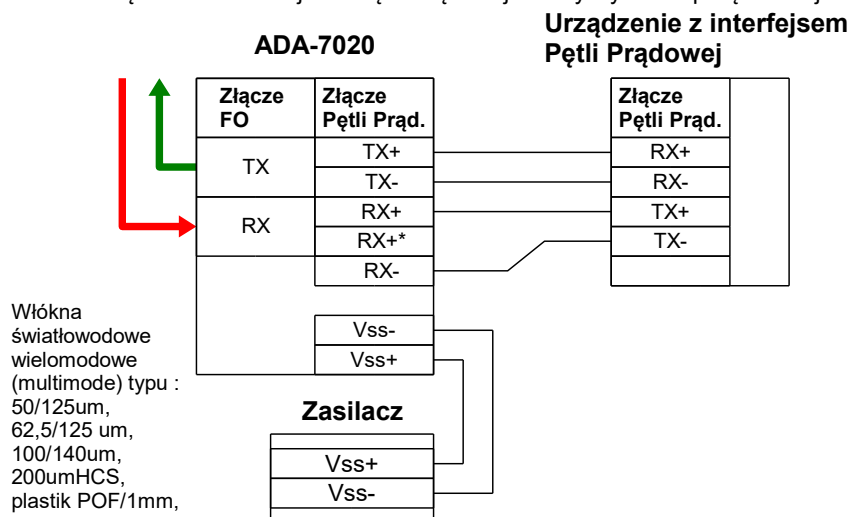 Urządzenie z interfejsem
Pętli Prądowej
ADA-7020
Złącze
FO
Złącze
Pętli Prąd.
TX
TX+
TX-
RX
RX+
RX+*
RX-
Vss-
Vss+
Złącze
Pętli Prąd.
RX+
RX-
TX+
TX-
Włókna
światłowodowe
wielomodowe
(multimode) typu :
50/125um,
62,5/125 um,
100/140um,
200umHCS,
plastik POF/1mm,
Zasilacz
Vss+
Vss-